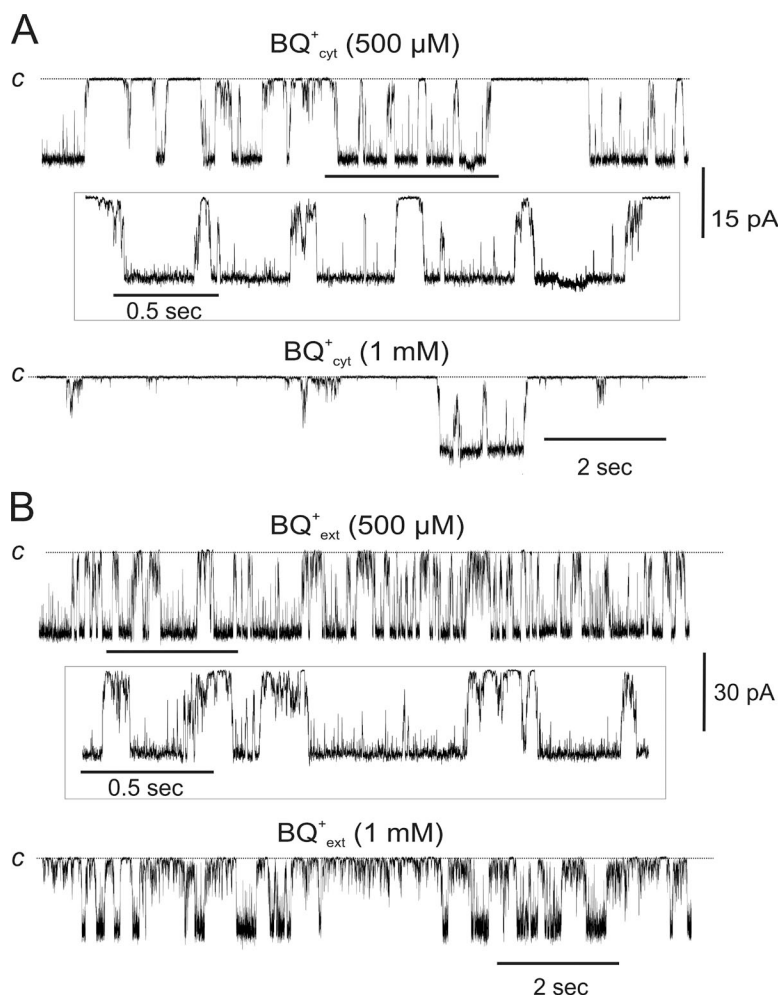 A
BQ⁺cyt (500 µM)
c
15 pA
0.5 sec
BQ⁺cyt (1 mM)
c
2 sec
B
BQ⁺ext (500 µM)
c
30 pA
0.5 sec
BQ⁺ext (1 mM)
c
2 sec